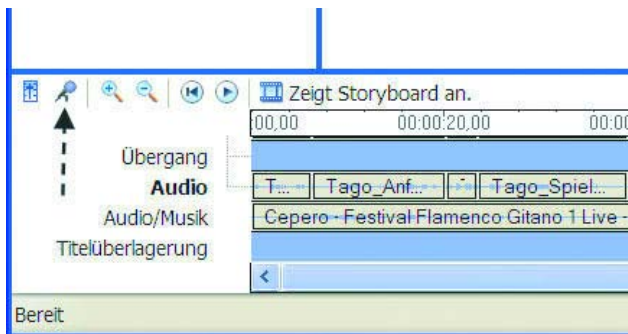 Zeigt Storyboard an.
00,00 00:00:20,00 00:00
Übergang
Audio T... Tago_Anf... - Tago_Spiel...
Audio/Musik Cepero - Festival Flamenco Gitano 1 Live -
Titelüberlagerung
Bereit